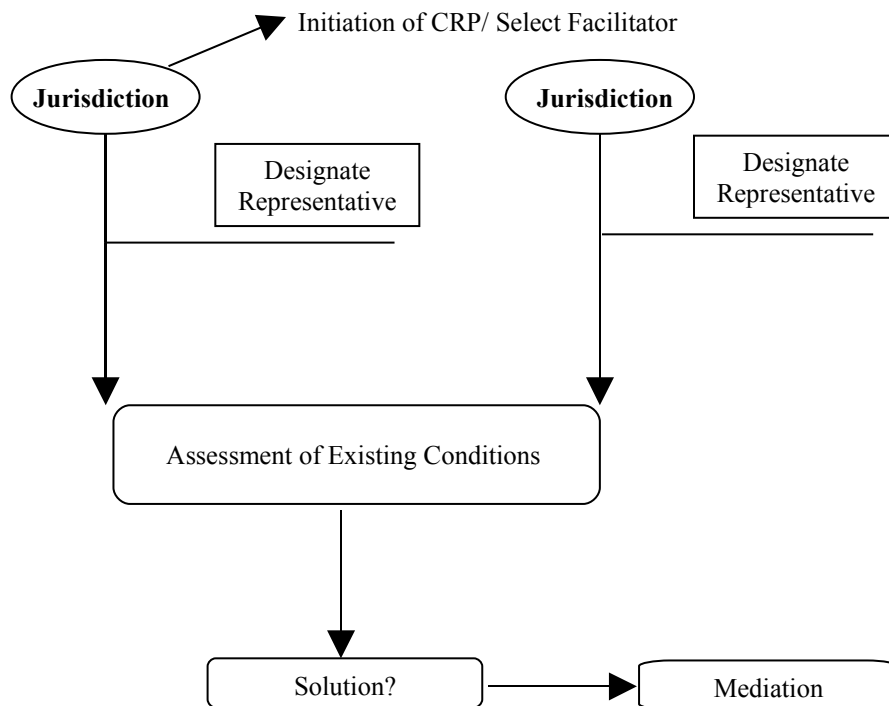 Initiation of CRP/ Select Facilitator
Jurisdiction
Jurisdiction
Designate
Representative
Designate
Representative
Assessment of Existing Conditions
Solution?
Mediation